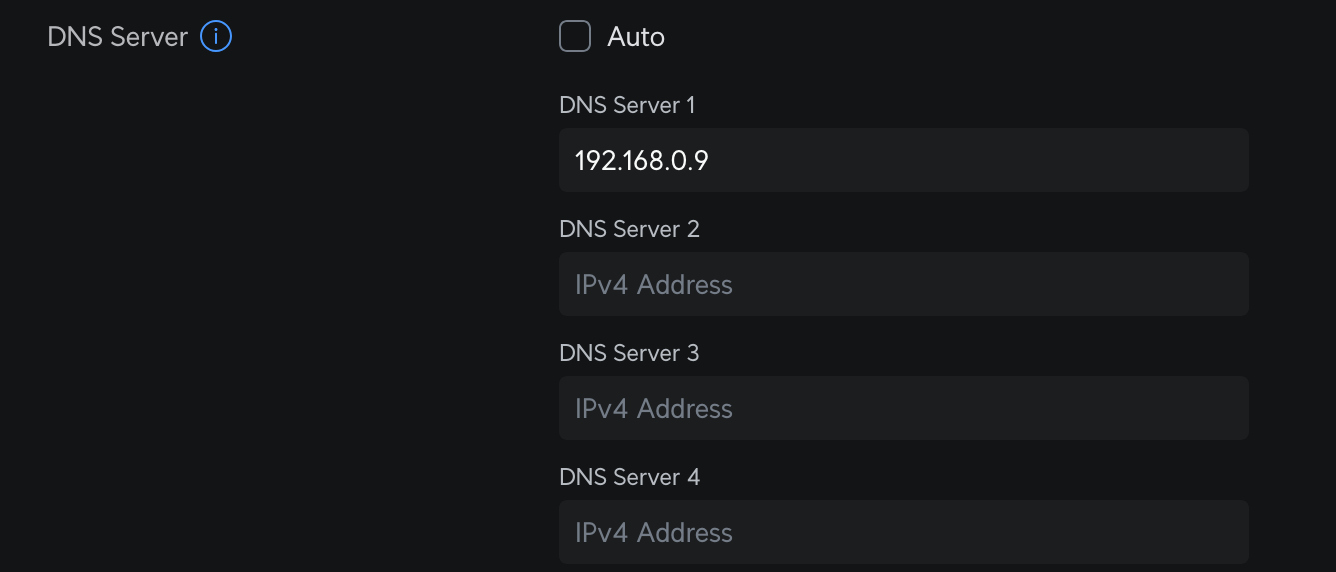 DNS Server
Auto
DNS Server 1
192.168.0.9
DNS Server 2
IPv4 Address
DNS Server 3
IPv4 Address
DNS Server 4
IPv4 Address